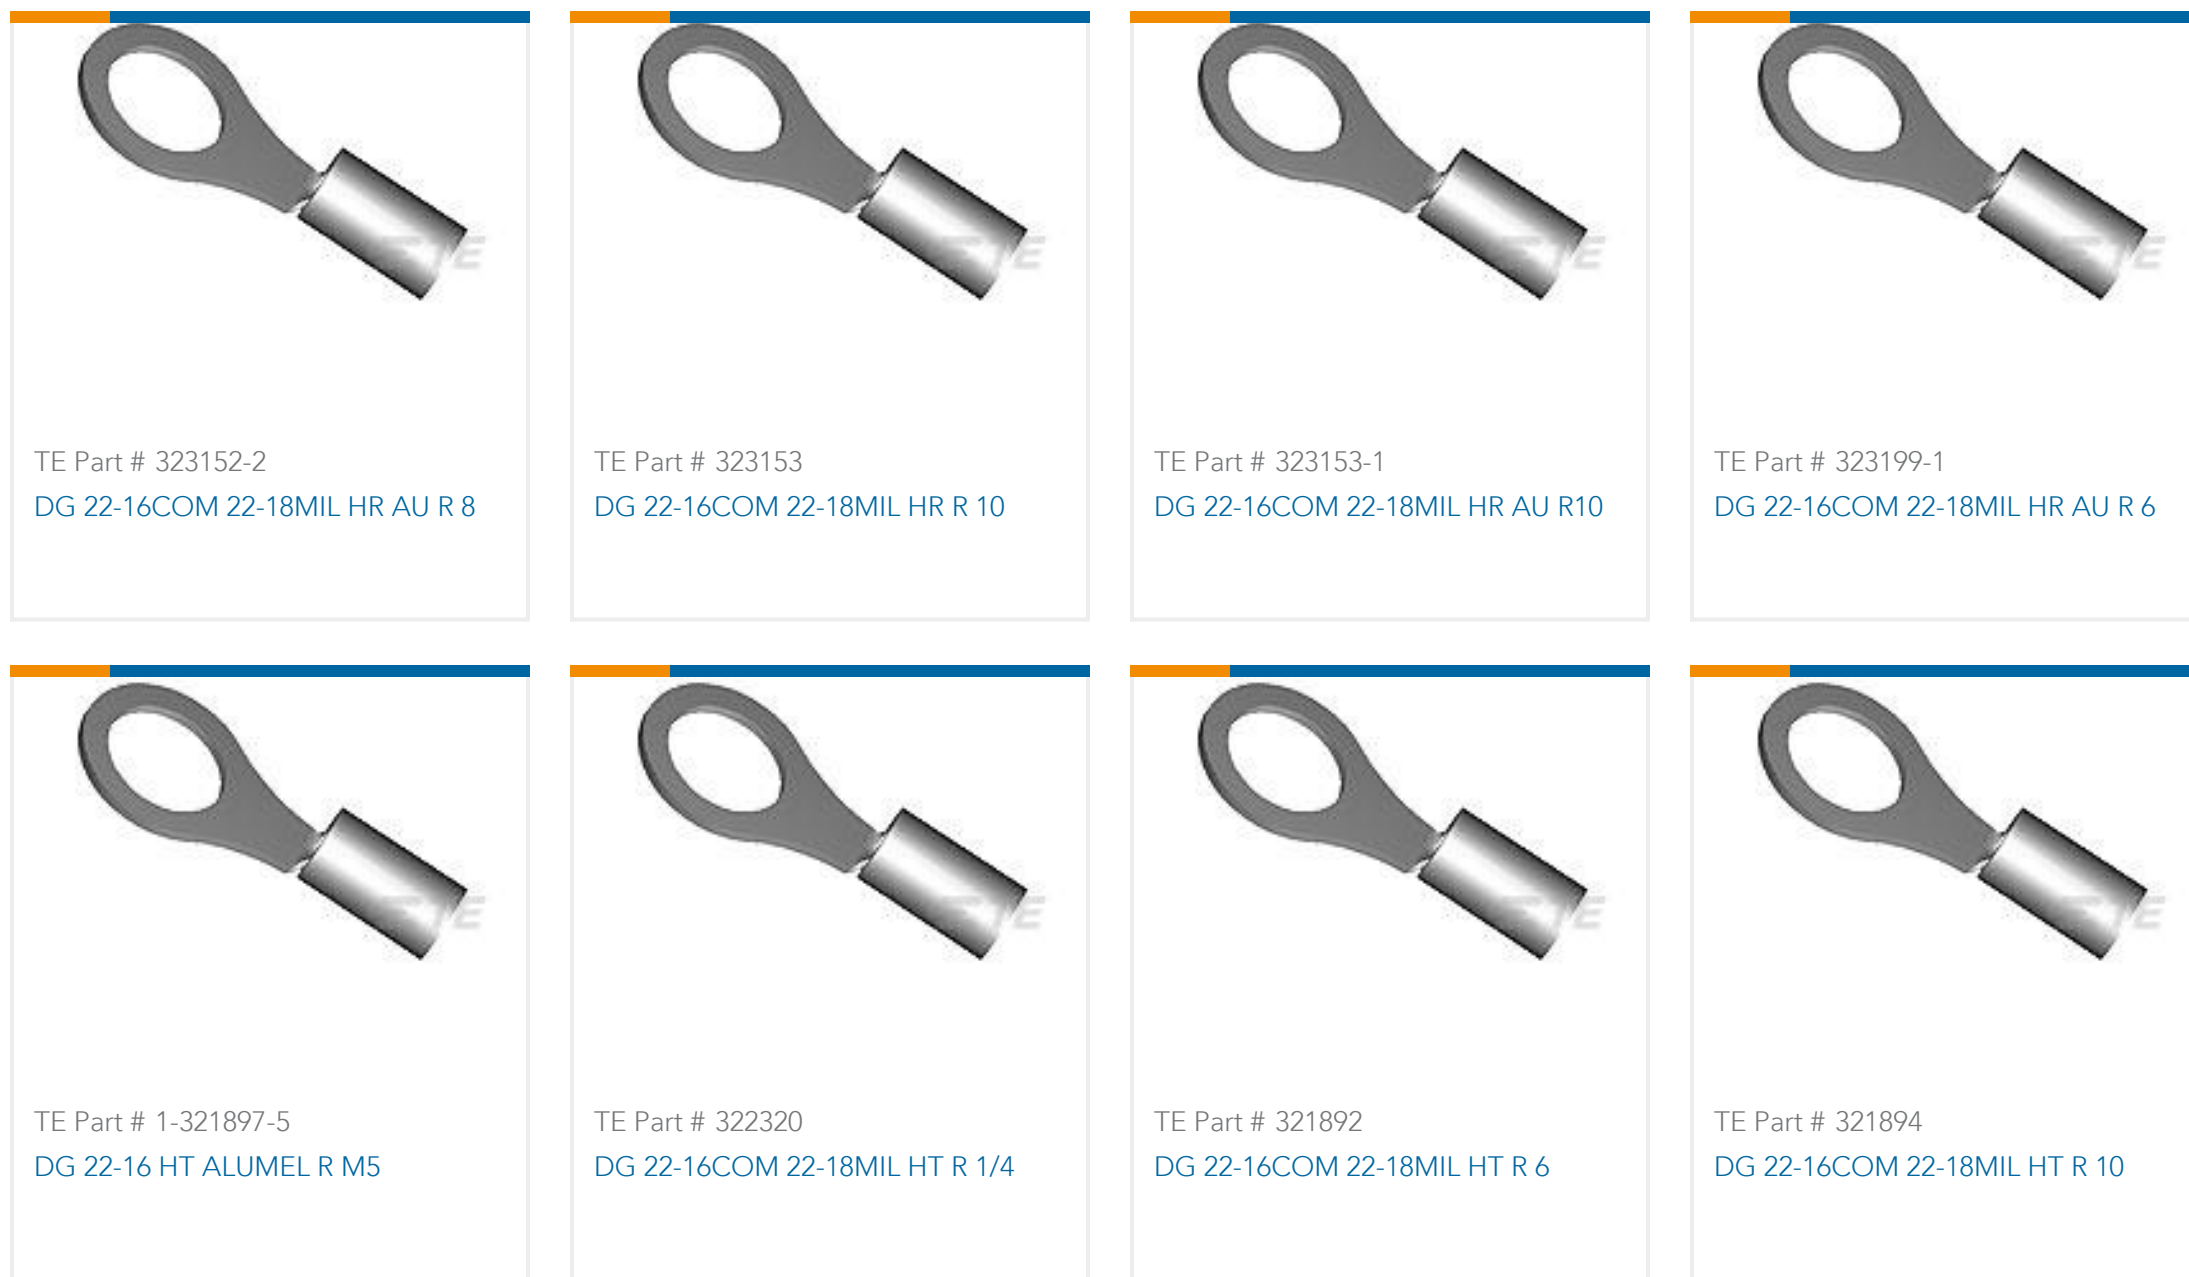 TE Part # 323152-2
DG 22-16COM 22-18MIL HR AU R 8
TE Part # 323153
DG 22-16COM 22-18MIL HR R 10
TE Part # 323153-1
DG 22-16COM 22-18MIL HR AU R10
TE Part # 323199-1
DG 22-16COM 22-18MIL HR AU R 6
TE Part # 1-321897-5
DG 22-16 HT ALUMEL R M5
TE Part # 322320
DG 22-16COM 22-18MIL HT R 1/4
TE Part # 321892
DG 22-16COM 22-18MIL HT R 6
TE Part # 321894
DG 22-16COM 22-18MIL HT R 10